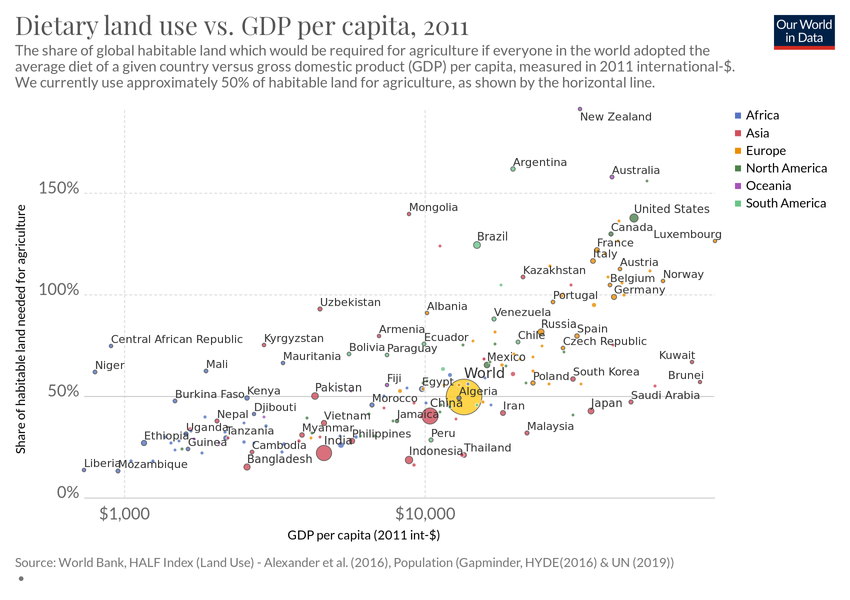 Dietary land use vs. GDP per capita, 2011
Our World
in Data
The share of global habitable land which would be required for agriculture if everyone in the world adopted the
average diet of a given country versus gross domestic product (GDP) per capita, measured in 2011 international-$.
We currently use approximately 50% of habitable land for agriculture, as shown by the horizontal line.
Africa
Asia
Europe
North America
Oceania
South America
Share of habitable land needed for agriculture
150%
100%
50%
0%
New Zealand
Argentina
Australia
Mongolia
United States
Brazil
Canada
Luxembourg
France
Italy
Kazakhstan
Austria
Belgium
Norway
Germany
Portugal
Uzbekistan
Albania
Venezuela
Armenia
Russia
Spain
Central African Republic
Kyrgyzstan
Ecuador
Chile
Czech Republic
Mauritania
Bolivia
Paraguay
Mexico
Kuwait
Niger
Mali
World
Fiji
Egypt
Poland
South Korea
Brunei
Burkina Faso
Kenya
Pakistan
Morocco
Algeria
China
Iran
Japan
Saudi Arabia
Djibouti
Nepal
Vietnam
Jamaica
Uganda
Tanzania
Myanmar
Philippines
Malaysia
Ethiopia
Guinea
Cambodia
India
Peru
Liberia
Mozambique
Bangladesh
Indonesia
Thailand
$1,000
$10,000
GDP per capita (2011 int-$)
Source: World Bank, HALF Index (Land Use) - Alexander et al. (2016), Population (Gapminder, HYDE(2016) & UN (2019))